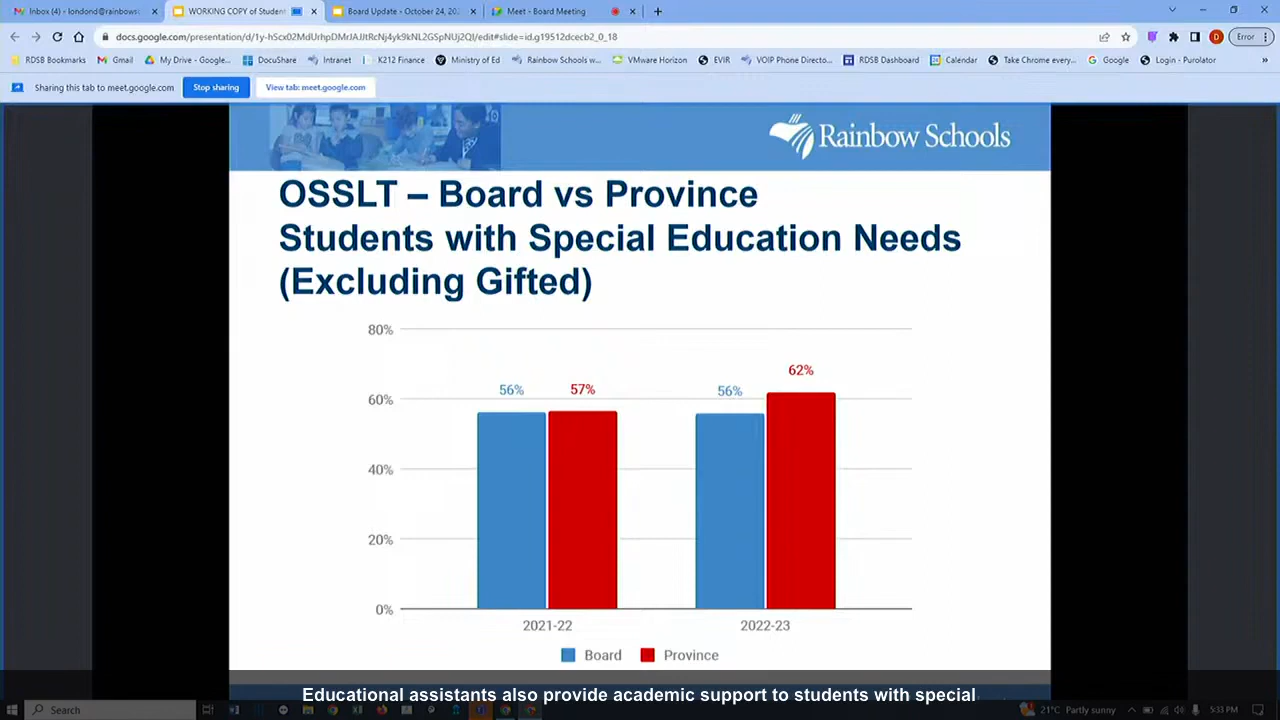 Inbox (4) - londond@rainbows
WORKING COPY of Student
Board Update - October 24, 202
Meet - Board Meeting
docs.google.com/presentation/d/1y-hScx02MdUrhpDMrJAJJtRcNj4yk9kNL2GSpNUj2QI/edit#slide=id.g19512dcecb2_0_18
D
Error
RDSB Bookmarks
Gmail
My Drive - Google...
DocuShare
Intranet
K212 Finance
Ministry of Ed
Rainbow Schools w...
VMware Horizon
EVIR
VOIP Phone Directo...
RDSB Dashboard
Calendar
Take Chrome every...
Google
Login - Purolator
»
Sharing this tab to meet.google.com
Stop sharing
View tab: meet.google.com
Rainbow Schools
OSSLT – Board vs Province
Students with Special Education Needs
(Excluding Gifted)
80%
62%
56%
57%
56%
60%
40%
20%
0%
2021-22
2022-23
Board
Province
Educational assistants also provide academic support to students with special
Search
21°C Partly sunny
5:33 PM